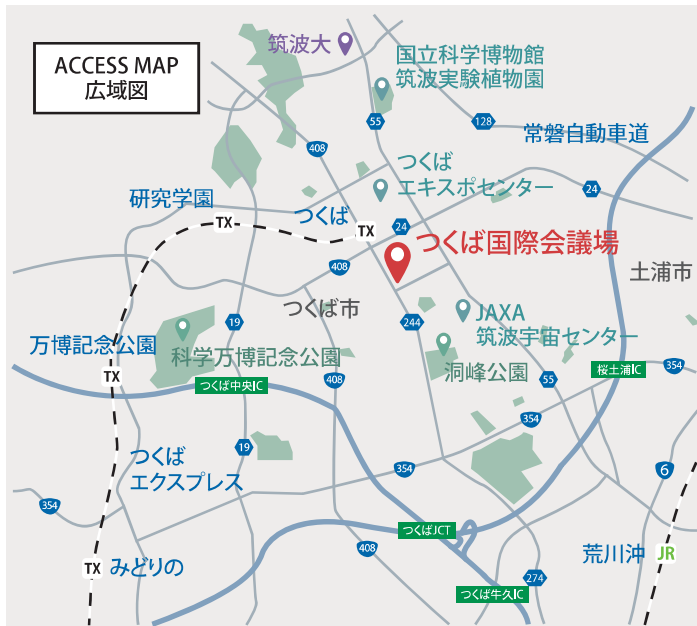 ACCESS MAP
広域図
筑波大
国立科学博物館
筑波実験植物園
55
128
常磐自動車道
408
つくば
エキスポセンター
24
研究学園
つくば
TX
TX
24
つくば国際会議場
408
土浦市
つくば市
JAXA
筑波宇宙センター
19
244
万博記念公園
科学万博記念公園
洞峰公園
TX
つくば中央IC
408
55
桜土浦IC
354
354
19
つくば
エクスプレス
354
6
354
つくばJCT
408
荒川沖
JR
TX
みどりの
274
つくば牛久IC